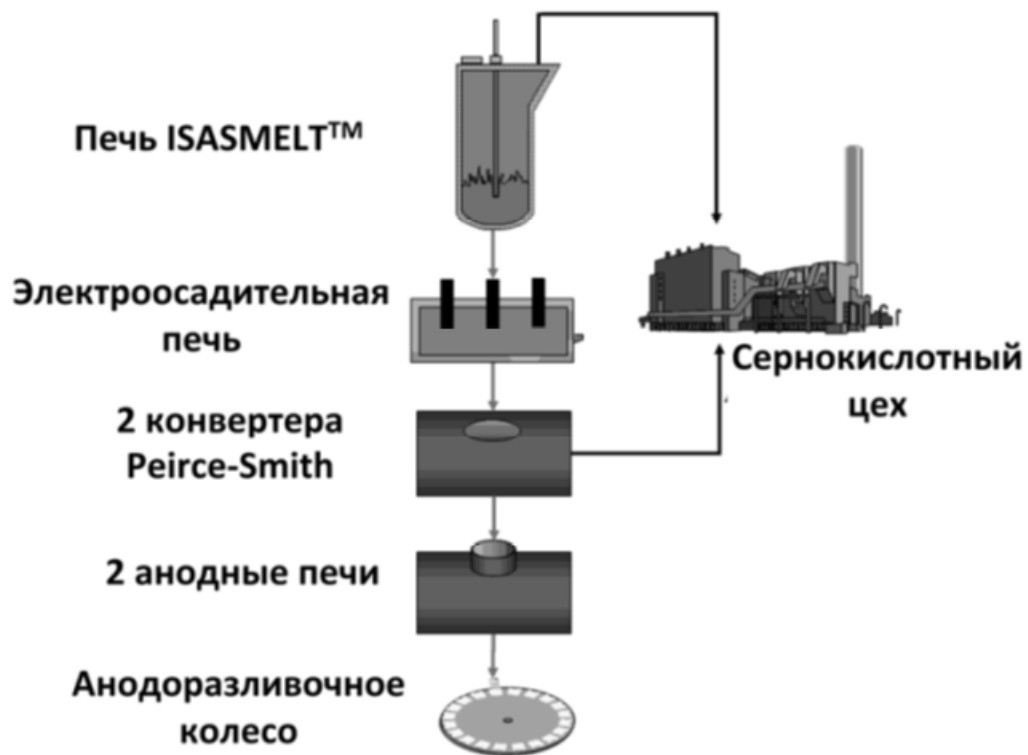 Печь ISASMELT™
Электроосадительная
печь
Сернокислотный
цех
2 конвертера
Peirce-Smith
2 анодные печи
Анодоразливочное
колесо